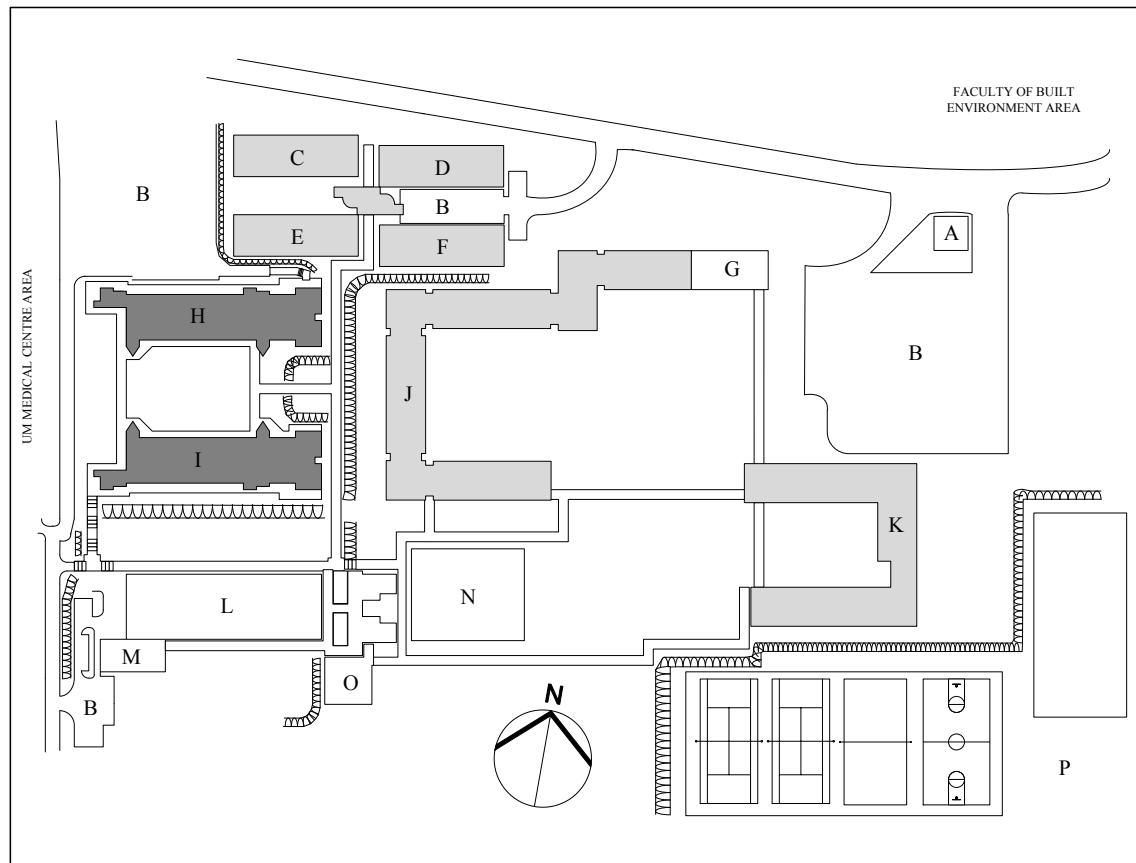 FACULTY OF BUILT
ENVIRONMENT AREA
C
D
B
B
A
E
F
G
UM MEDICAL CENTRE AREA
H
B
J
I
K
L
N
M
O
B
N
P